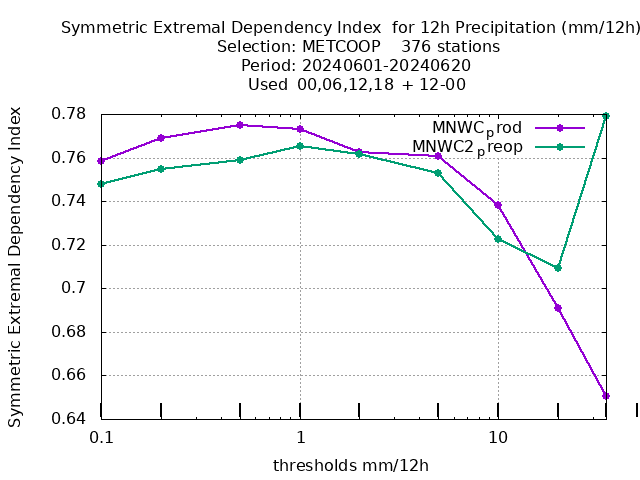 Symmetric Extremal Dependency Index for 12h Precipitation (mm/12h)
Selection: METCOOP 376 stations
Period: 20240601-20240620
Used 00,06,12,18 + 12-00
MNWCprod
MNWC2preop
Symmetric Extremal Dependency Index
0.78
0.76
0.74
0.72
0.7
0.68
0.66
0.64
0.1
1
10
thresholds mm/12h